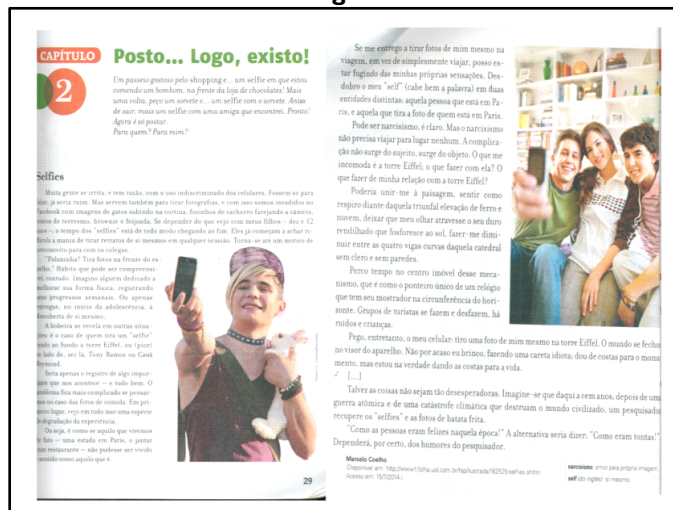 CAPÍTULO
2
Posto... Logo, existo!
Um passeio gostoso pelo shopping e... um selfie em que estou
comendo um bombom, na frente da loja de chocolates! Mais
uma volta, peço um sorvete e... um selfie com o sorvete. Antes
de sair, mais um selfie com uma amiga que encontrei. Pronto!
Agora é só postar.
Para quem? Para mim?
Selfies
Muita gente se irrita, e tem razão, com o uso indiscriminado dos celulares. Fossem só para
falar, já seria ruim. Mas servem também para tirar fotografias, e com isso somos invadidos no
Facebook com imagens de gatos subindo na cortina, focinhos de cachorro farejando a câmera,
pratos de torresmo, brownie e feijoada. Se depender do que vejo com meus filhos – dez e 12
anos –, o tempo dos "selfies" está de todo modo chegando ao fim. Eles já começam a achar ri-
dícula a mania de tirar retratos de si mesmos em qualquer ocasião. Torna-se até um motivo de
preconceito para com os colegas.
"Fulaninha? Tira fotos na frente do es-
pelho." Hábito que pode ser compreensí-
vel, contudo. Imagino alguém dedicado a
melhorar sua forma física, registrando
seus progressos semanais. Ou apenas
entregue, no início da adolescência, à
descoberta de si mesmo.
A bobeira se revela em outras situa-
ções: é o caso de quem tira um "selfie"
tendo ao fundo a torre Eiffel, ou (pior)
ao lado de, sei lá, Tony Ramos ou Cauã
Reymond.
Seria apenas o registro de algo impor-
tante que nos acontece – e tudo bem. O
problema fica mais complicado se pensar-
mos no caso das fotos de comida. Em pri-
meiro lugar, vejo em tudo isso uma espécie
de degradação da experiência.
Ou seja, é como se aquilo que vivemos
de fato – uma estada em Paris, o jantar
num restaurante – não pudesse ser vivido
e sentido como aquilo que é.
29
Se me entrego a tirar fotos de mim mesmo na
viagem, em vez de simplesmente viajar, posso es-
tar fugindo das minhas próprias sensações. Des-
dobro o meu "self" (cabe bem a palavra) em duas
entidades distintas: aquela pessoa que está em Pa-
ris, e aquela que tira a foto de quem está em Paris.
Pode ser narcisismo, é claro. Mas o narcisismo
não precisa viajar para lugar nenhum. A complica-
ção não surge do sujeito, surge do objeto. O que me
incomoda é a torre Eiffel; o que fazer com ela? O
que fazer de minha relação com a torre Eiffel?
Poderia unir-me à paisagem, sentir como
respiro diante daquela triunfal elevação de ferro e
nuvem, deixar que meu olhar atravesse o seu duro
rendilhado que fosforesce ao sol, fazer-me dimi-
nuir entre as quatro vigas curvas daquela catedral
sem clero e sem paredes.
Perco tempo no centro imóvel desse meca-
nismo, que é como o ponteiro único de um relógio
que tem seu mostrador na circunferência do hori-
zonte. Grupos de turistas se fazem e desfazem, há
ruídos e crianças.
Pego, entretanto, o meu celular: tiro uma foto de mim mesmo na torre Eiffel. O mundo se fecha
no visor do aparelho. Não por acaso eu brinco, fazendo uma careta idiota; dou de costas para o monu-
mento, mas estou na verdade dando as costas para a vida.
[...]
Talvez as coisas não sejam tão desesperadoras. Imagine-se que daqui a cem anos, depois de uma
guerra atômica e de uma catástrofe climática que destruam o mundo civilizado, um pesquisador
recupere os "selfies" e as fotos de batata frita.
"Como as pessoas eram felizes naquela época!" A alternativa seria dizer: "Como eram tontas!".
Dependerá, por certo, dos humores do pesquisador.
Marcelo Coelho
Acesso em: 15/7/2014.)
narcisismo: amor pela própria imagem.
self (do inglês): si mesmo.